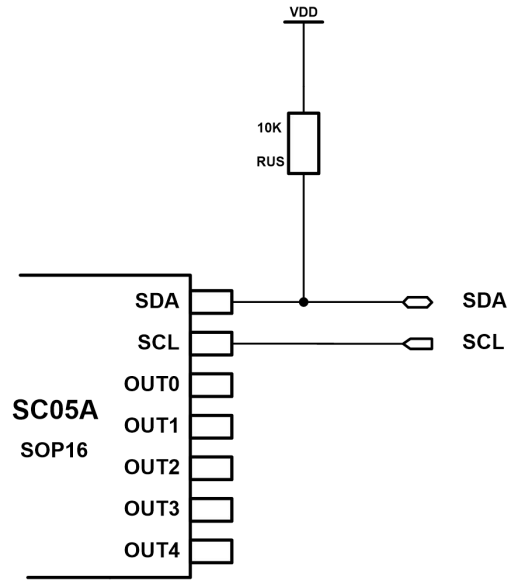 VDD
10K
RUS
SDA
SDA
SCL
SCL
OUT0
SC05A
OUT1
SOP16
OUT2
OUT3
OUT4